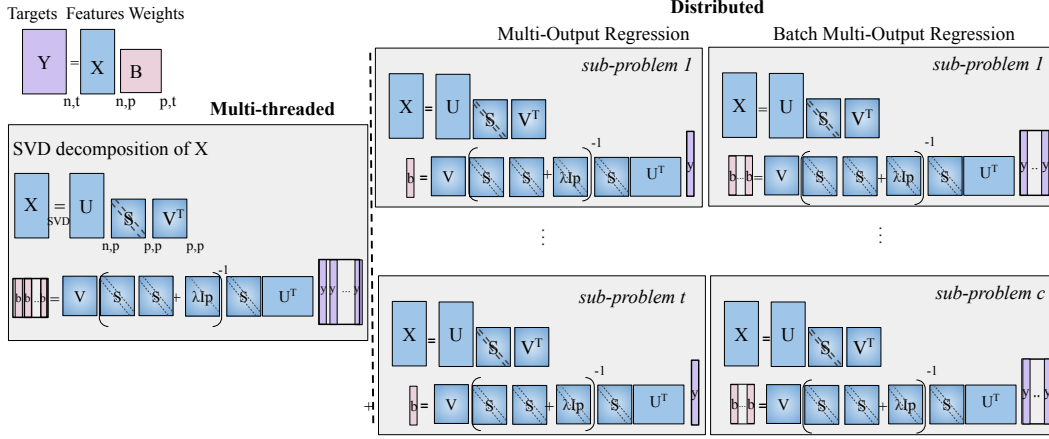 Targets Features Weights
Y = X B
n,t n,p p,t
Multi-threaded
SVD decomposition of X
X = U S V^T
SVD
n,p p,p p,p
b b ... b = V ( S S + λIp )^-1 S U^T y y ... y
Distributed
Multi-Output Regression
sub-problem 1
X = U S V^T
b = V ( S S + λIp )^-1 S U^T y
⋮
sub-problem t
X = U S V^T
b = V ( S S + λIp )^-1 S U^T y
+
Batch Multi-Output Regression
sub-problem 1
X = U S V^T
b...b = V ( S S + λIp )^-1 S U^T y .. y
⋮
sub-problem c
X = U S V^T
b...b = V ( S S + λIp )^-1 S U^T y .. y